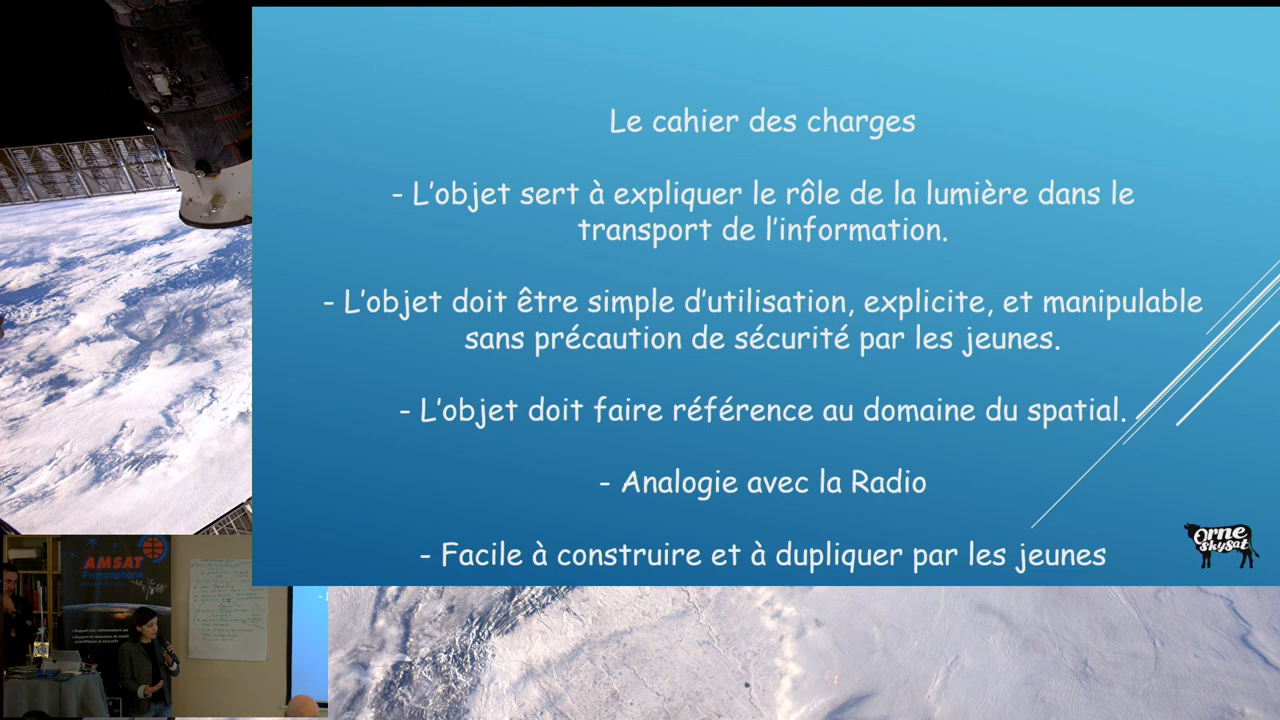 Le cahier des charges
- L'objet sert à expliquer le rôle de la lumière dans le
transport de l'information.
- L'objet doit être simple d'utilisation, explicite, et manipulable
sans précaution de sécurité par les jeunes.
- L'objet doit faire référence au domaine du spatial.
- Analogie avec la Radio
- Facile à construire et à dupliquer par les jeunes
Orne
SkySat
AMSAT
Francophone